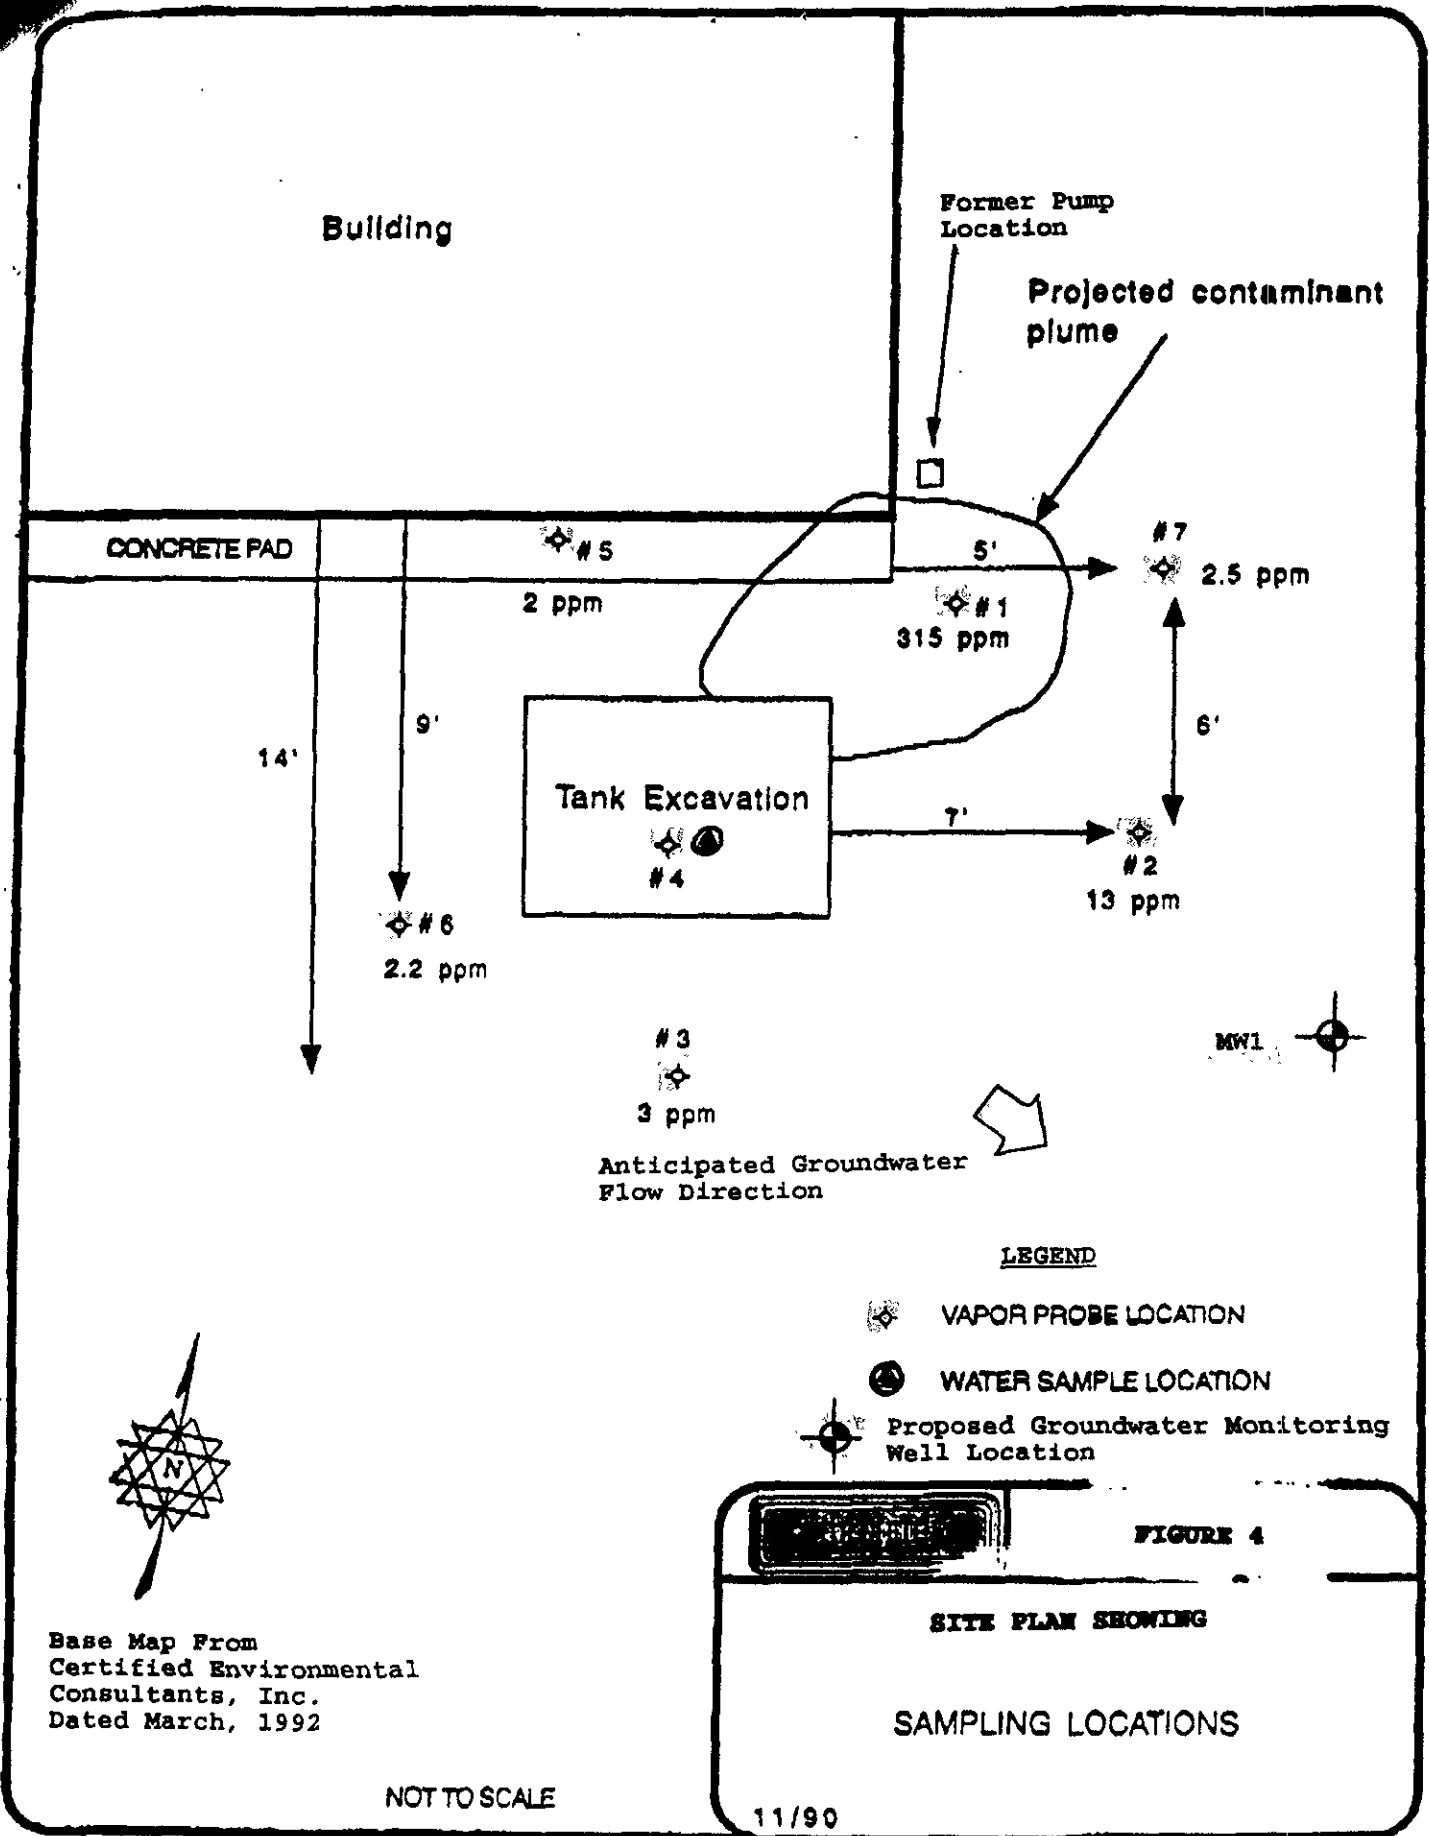 Building
Former Pump
Location
Projected contaminant
plume
CONCRETE PAD
#5
2 ppm
5'
#7
2.5 ppm
#1
315 ppm
14'
9'
6'
Tank Excavation
#4
7'
#2
13 ppm
#6
2.2 ppm
#3
3 ppm
MW1
Anticipated Groundwater
Flow Direction
LEGEND
VAPOR PROBE LOCATION
WATER SAMPLE LOCATION
Proposed Groundwater Monitoring
Well Location
N
FIGURE 4
SITE PLAN SHOWING
SAMPLING LOCATIONS
Base Map From
Certified Environmental
Consultants, Inc.
Dated March, 1992
NOT TO SCALE
11/90